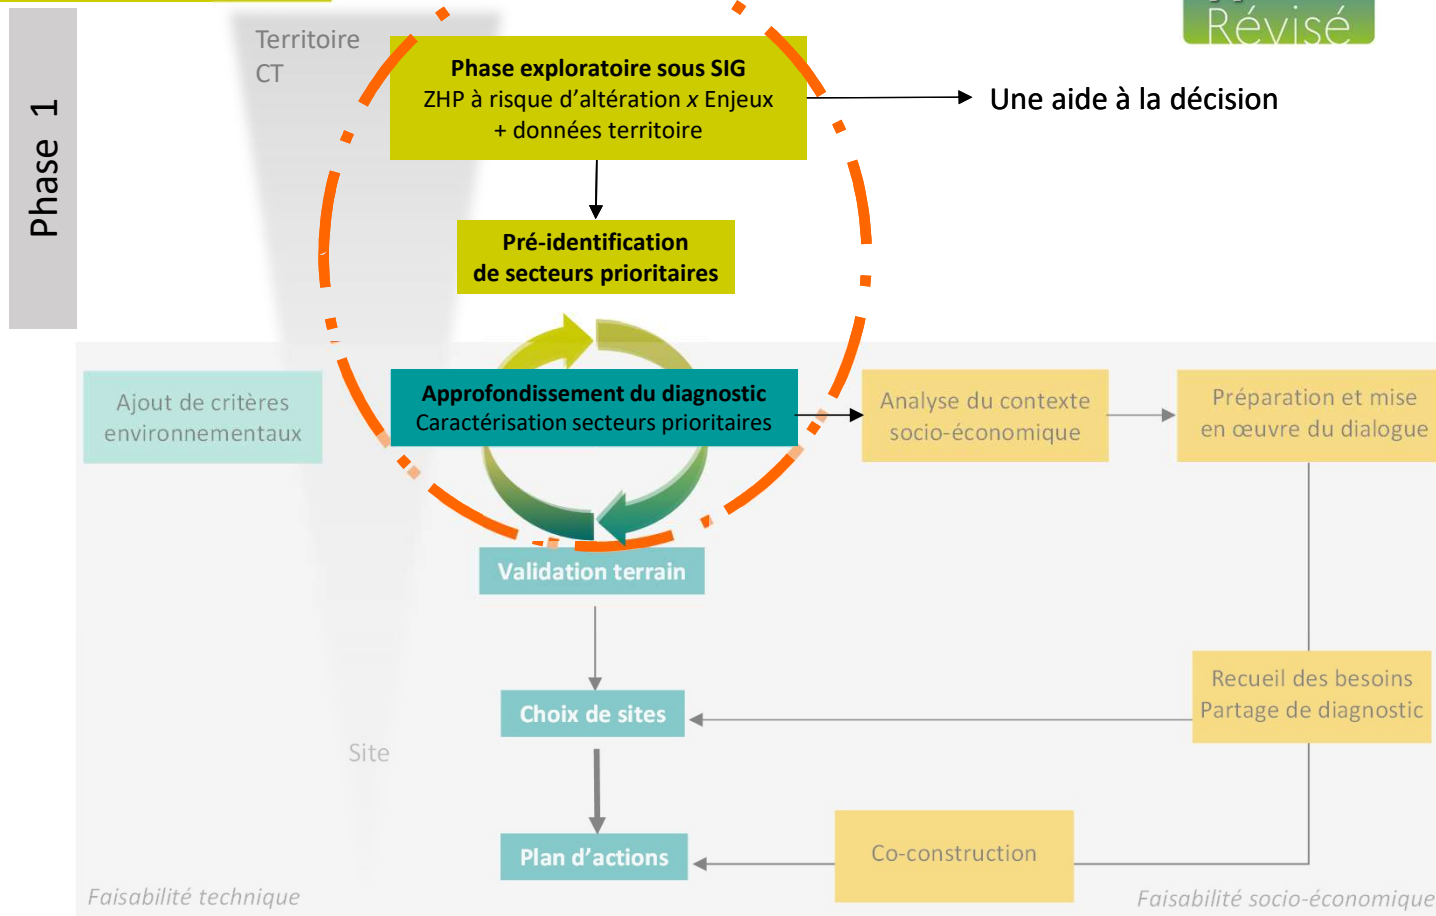 Révisé
Territoire
CT
Phase 1
Phase exploratoire sous SIG
ZHP à risque d’altération x Enjeux
+ données territoire
Une aide à la décision
Pré-identification
de secteurs prioritaires
Ajout de critères
environnementaux
Approfondissement du diagnostic
Caractérisation secteurs prioritaires
Analyse du contexte
socio-économique
Préparation et mise
en œuvre du dialogue
Validation terrain
Recueil des besoins
Partage de diagnostic
Choix de sites
Site
Plan d’actions
Co-construction
Faisabilité technique
Faisabilité socio-économique